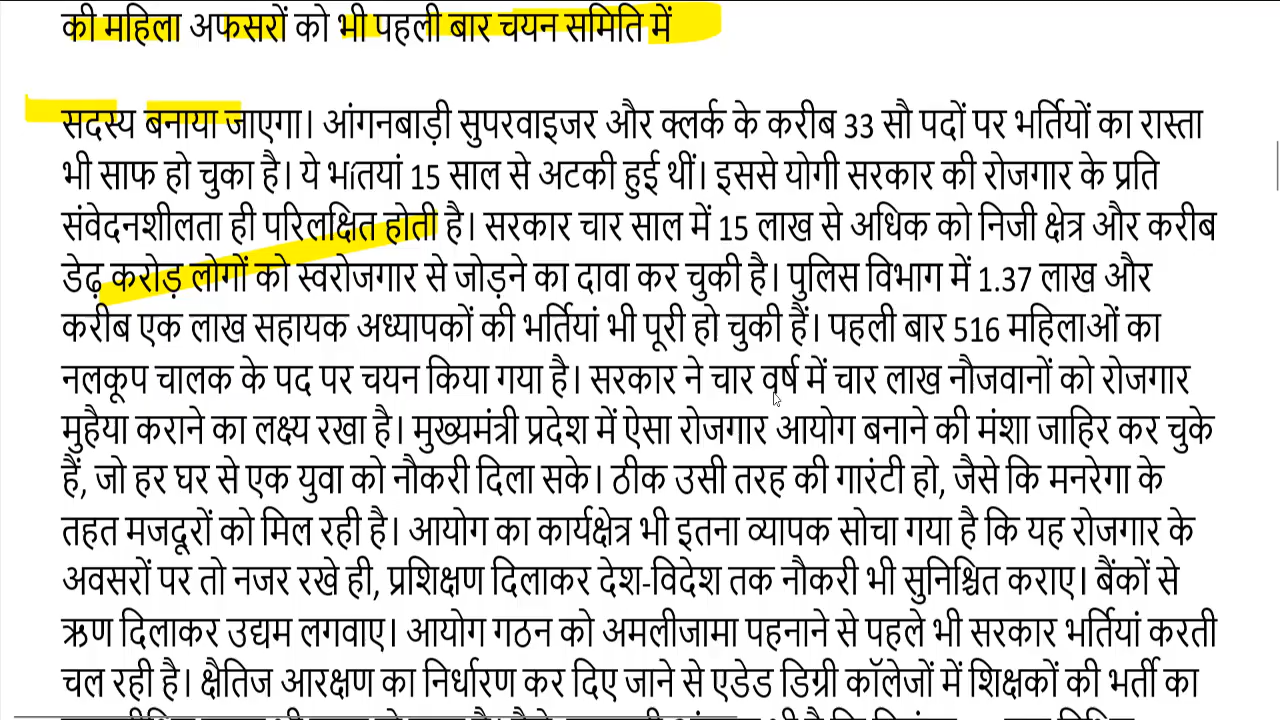 की महिला अफसरों को भी पहली बार चयन समिति में
सदस्य बनाया जाएगा। आंगनबाड़ी सुपरवाइजर और क्लर्क के करीब 33 सौ पदों पर भर्तियों का रास्ता
भी साफ हो चुका है। ये भíतयां 15 साल से अटकी हुई थीं। इससे योगी सरकार की रोजगार के प्रति
संवेदनशीलता ही परिलक्षित होती है। सरकार चार साल में 15 लाख से अधिक को निजी क्षेत्र और करीब
डेढ़ करोड़ लोगों को स्वरोजगार से जोड़ने का दावा कर चुकी है। पुलिस विभाग में 1.37 लाख और
करीब एक लाख सहायक अध्यापकों की भर्तियां भी पूरी हो चुकी हैं। पहली बार 516 महिलाओं का
नलकूप चालक के पद पर चयन किया गया है। सरकार ने चार वर्ष में चार लाख नौजवानों को रोजगार
मुहैया कराने का लक्ष्य रखा है। मुख्यमंत्री प्रदेश में ऐसा रोजगार आयोग बनाने की मंशा जाहिर कर चुके
हैं, जो हर घर से एक युवा को नौकरी दिला सके। ठीक उसी तरह की गारंटी हो, जैसे कि मनरेगा के
तहत मजदूरों को मिल रही है। आयोग का कार्यक्षेत्र भी इतना व्यापक सोचा गया है कि यह रोजगार के
अवसरों पर तो नजर रखे ही, प्रशिक्षण दिलाकर देश-विदेश तक नौकरी भी सुनिश्चित कराए। बैंकों से
ऋण दिलाकर उद्यम लगवाए। आयोग गठन को अमलीजामा पहनाने से पहले भी सरकार भर्तियां करती
चल रही है। क्षैतिज आरक्षण का निर्धारण कर दिए जाने से एडेड डिग्री कॉलेजों में शिक्षकों की भर्ती का